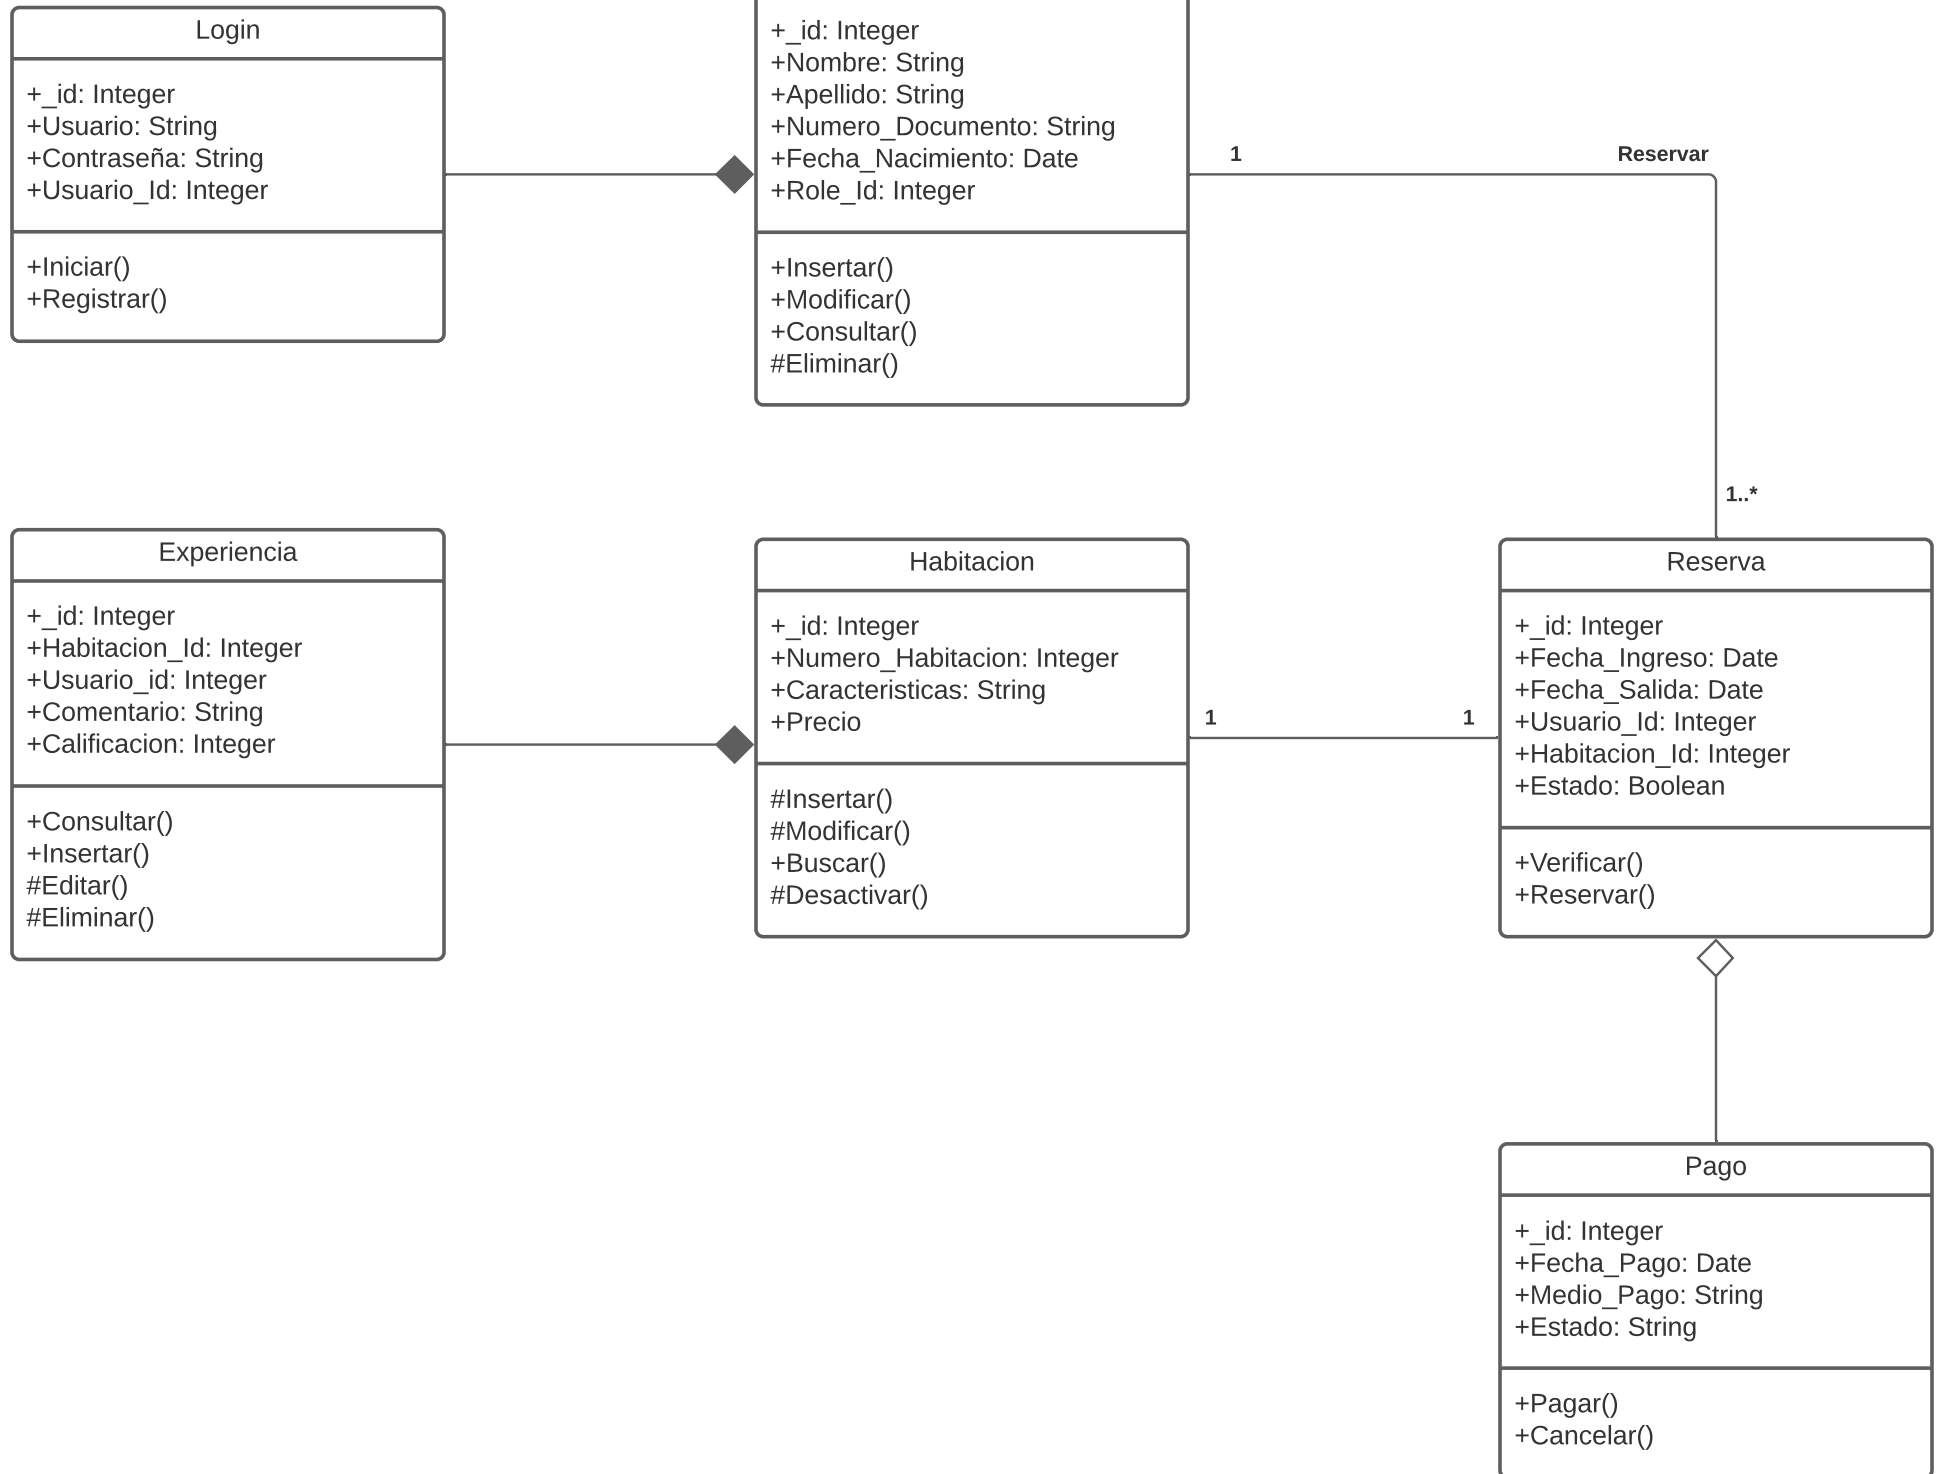 Login
+_id: Integer
+Usuario: String
+Contraseña: String
+Usuario_Id: Integer
+Iniciar()
+Registrar()
+_id: Integer
+Nombre: String
+Apellido: String
+Numero_Documento: String
+Fecha_Nacimiento: Date
+Role_Id: Integer
+Insertar()
+Modificar()
+Consultar()
#Eliminar()
1
Reservar
1..*
Experiencia
+_id: Integer
+Habitacion_Id: Integer
+Usuario_id: Integer
+Comentario: String
+Calificacion: Integer
+Consultar()
+Insertar()
#Editar()
#Eliminar()
Habitacion
+_id: Integer
+Numero_Habitacion: Integer
+Caracteristicas: String
+Precio
#Insertar()
#Modificar()
+Buscar()
#Desactivar()
1
1
Reserva
+_id: Integer
+Fecha_Ingreso: Date
+Fecha_Salida: Date
+Usuario_Id: Integer
+Habitacion_Id: Integer
+Estado: Boolean
+Verificar()
+Reservar()
Pago
+_id: Integer
+Fecha_Pago: Date
+Medio_Pago: String
+Estado: String
+Pagar()
+Cancelar()